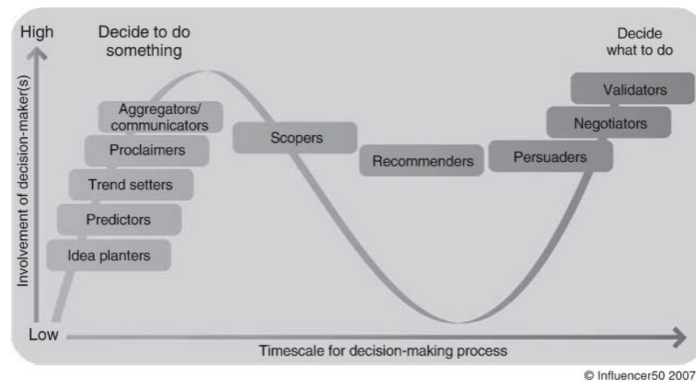 High
Decide to do
something
Decide
what to do
Involvement of decision-maker(s)
Validators
Aggregators/
communicators
Negotiators
Scopers
Proclaimers
Recommenders
Persuaders
Trend setters
Predictors
Idea planters
Low
Timescale for decision-making process
© Influencer50 2007